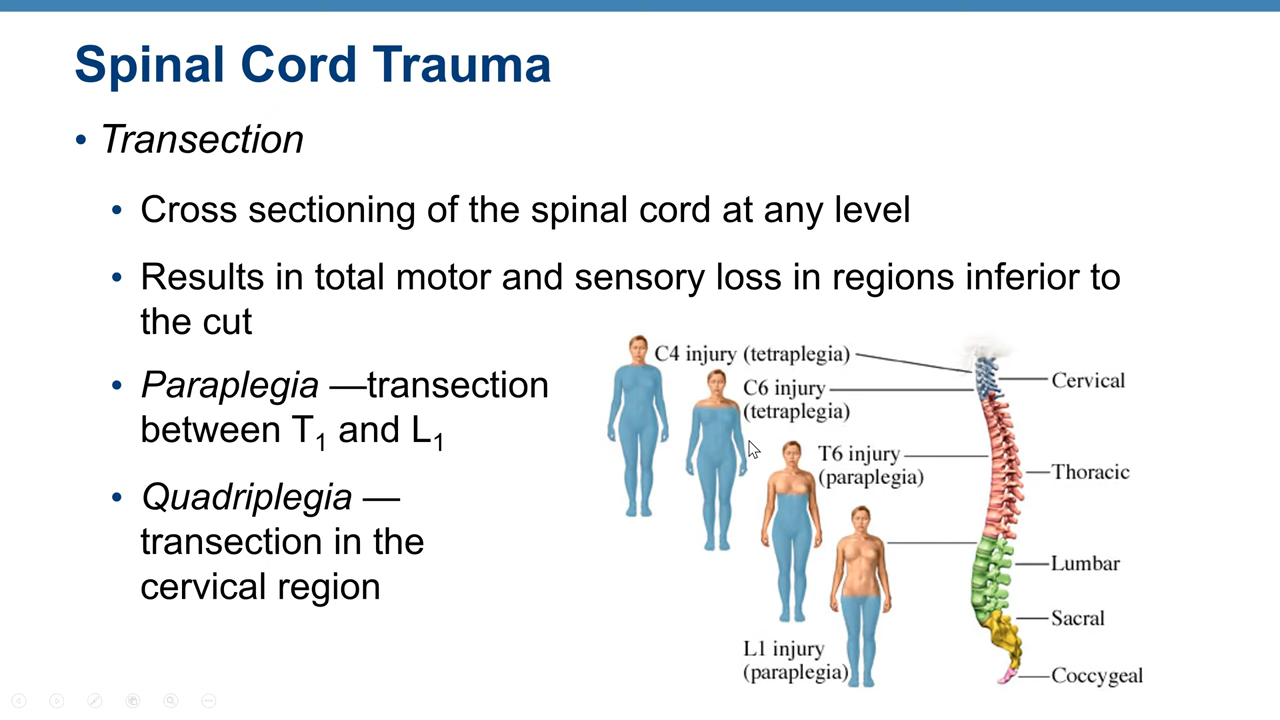 Spinal Cord Trauma
• Transection
• Cross sectioning of the spinal cord at any level
• Results in total motor and sensory loss in regions inferior to
the cut
• Paraplegia —transection
between T₁ and L₁
• Quadriplegia —
transection in the
cervical region
C4 injury (tetraplegia)
C6 injury
(tetraplegia)
T6 injury
(paraplegia)
L1 injury
(paraplegia)
Cervical
Thoracic
Lumbar
Sacral
Coccygeal